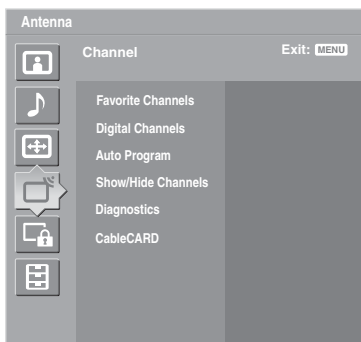 Antenna
Channel Exit: MENU
Favorite Channels
Digital Channels
Auto Program
Show/Hide Channels
Diagnostics
CableCARD